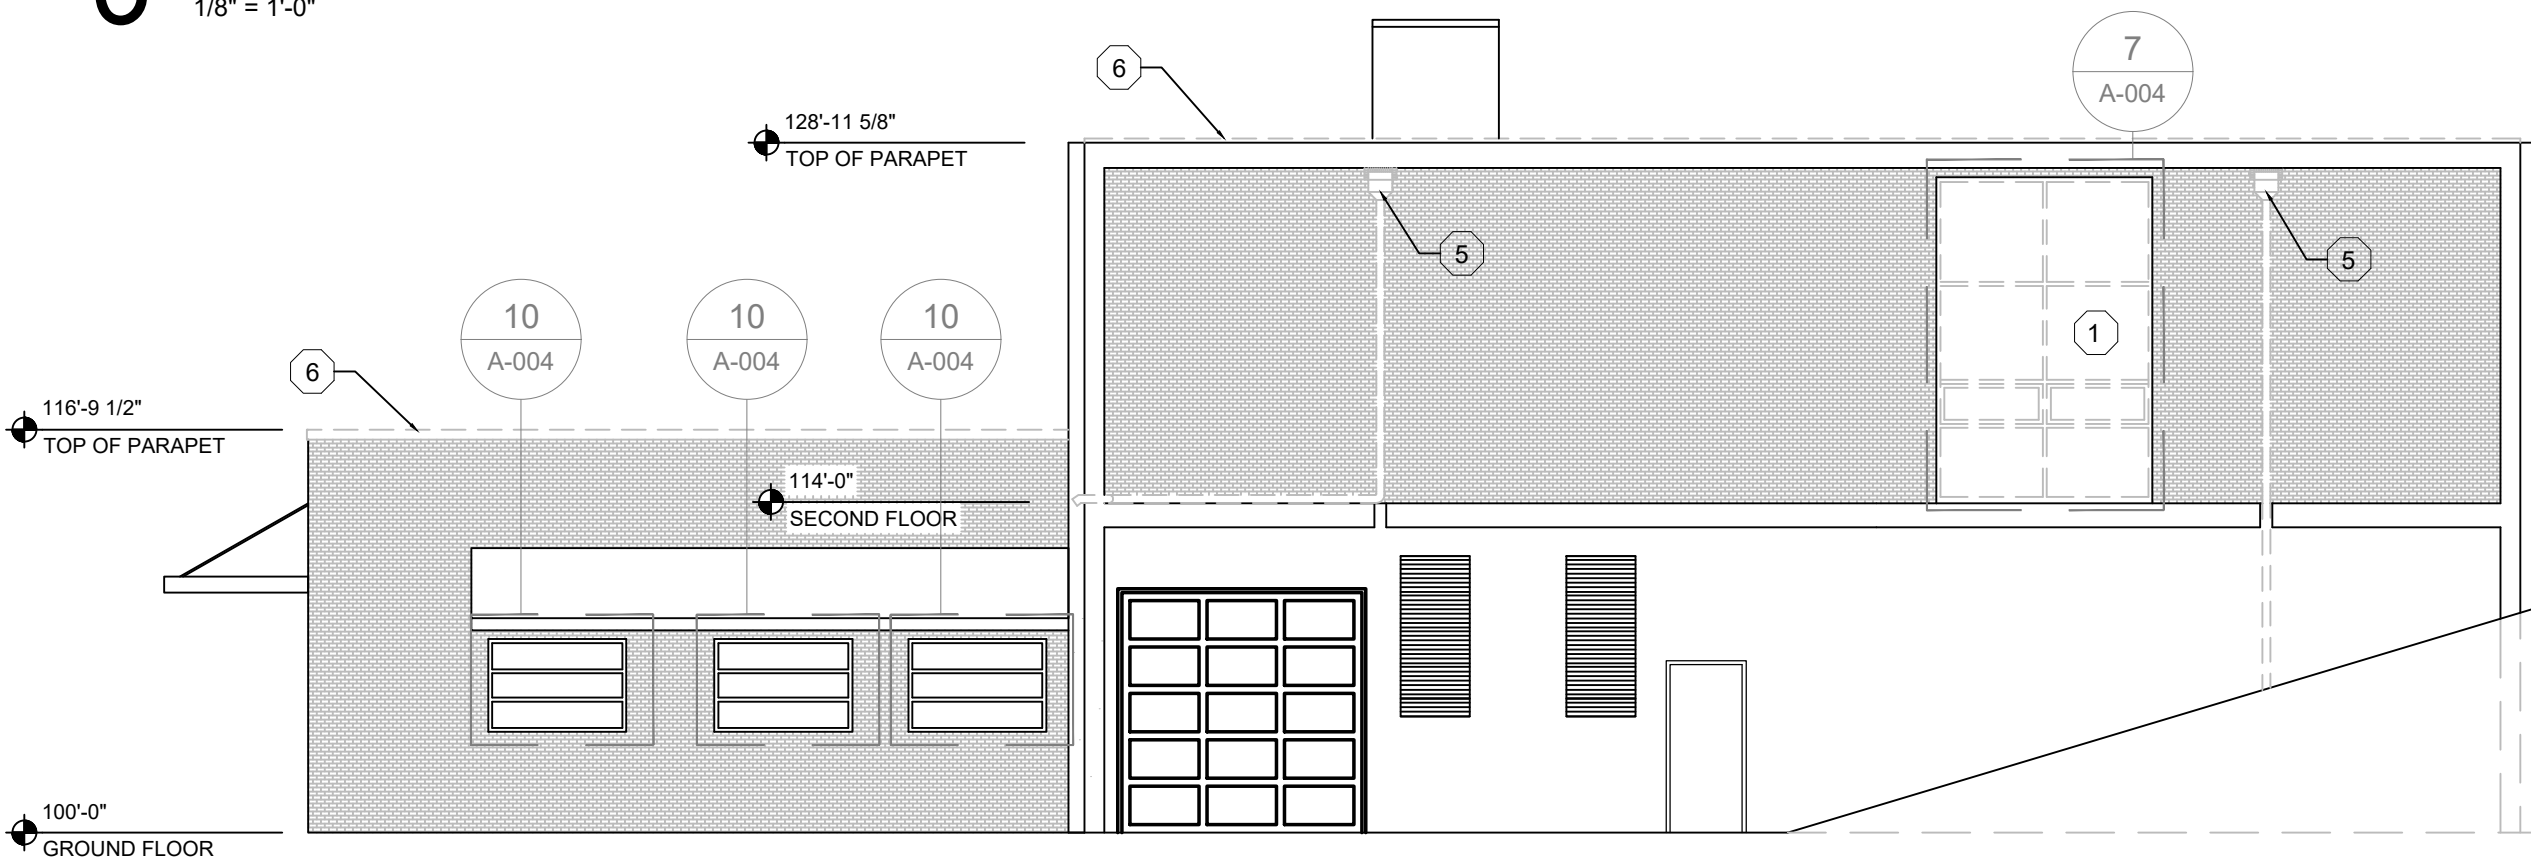 1/8" = 1'-0"
6
7
A-004
128'-11 5/8"
TOP OF PARAPET
5
5
10
A-004
10
A-004
10
A-004
1
6
116'-9 1/2"
TOP OF PARAPET
114'-0"
SECOND FLOOR
100'-0"
GROUND FLOOR